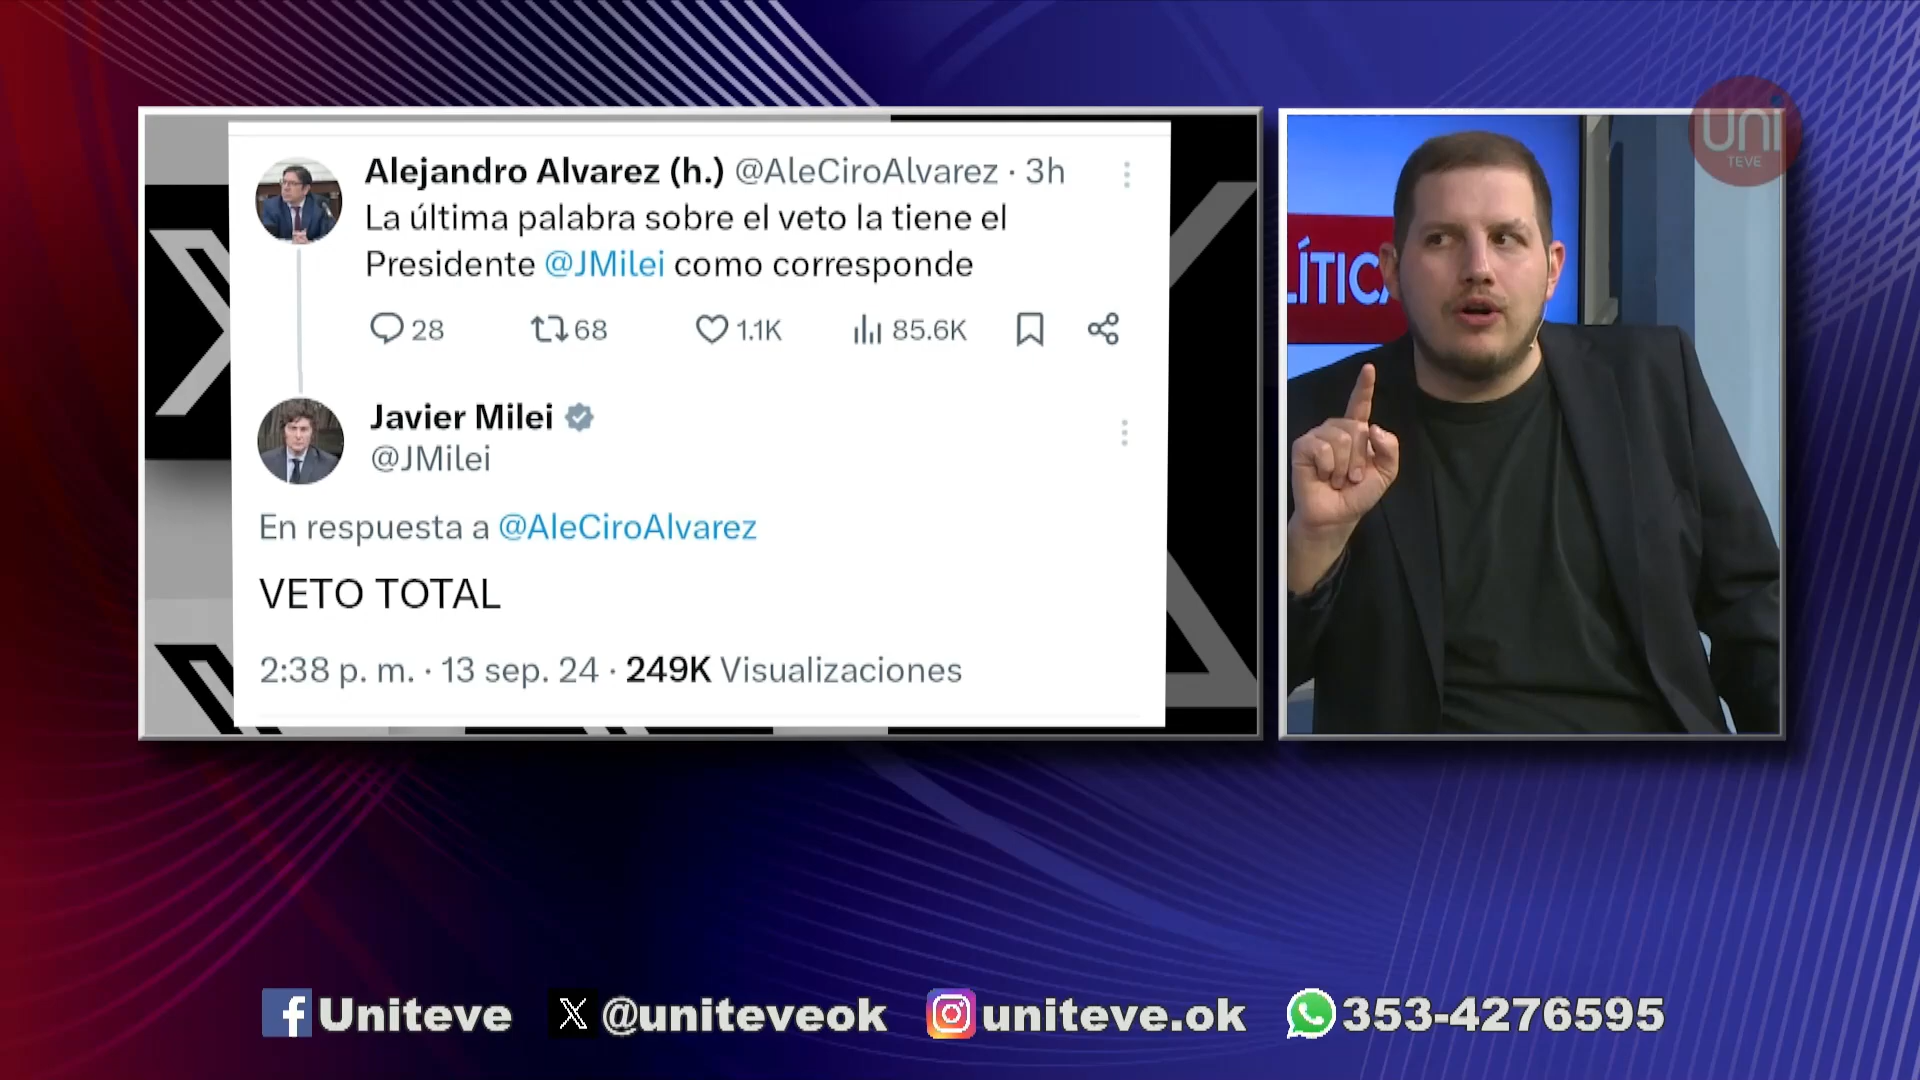 Alejandro Alvarez (h.) @AleCiroAlvarez · 3h
La última palabra sobre el veto la tiene el
Presidente @JMilei como corresponde
28 68 1.1K 85.6K
Javier Milei
@JMilei
En respuesta a @AleCiroAlvarez
VETO TOTAL
2:38 p. m. · 13 sep. 24 · 249K Visualizaciones
LÍTICA
uni
TEVE
Uniteve @uniteveok uniteve.ok 353-4276595